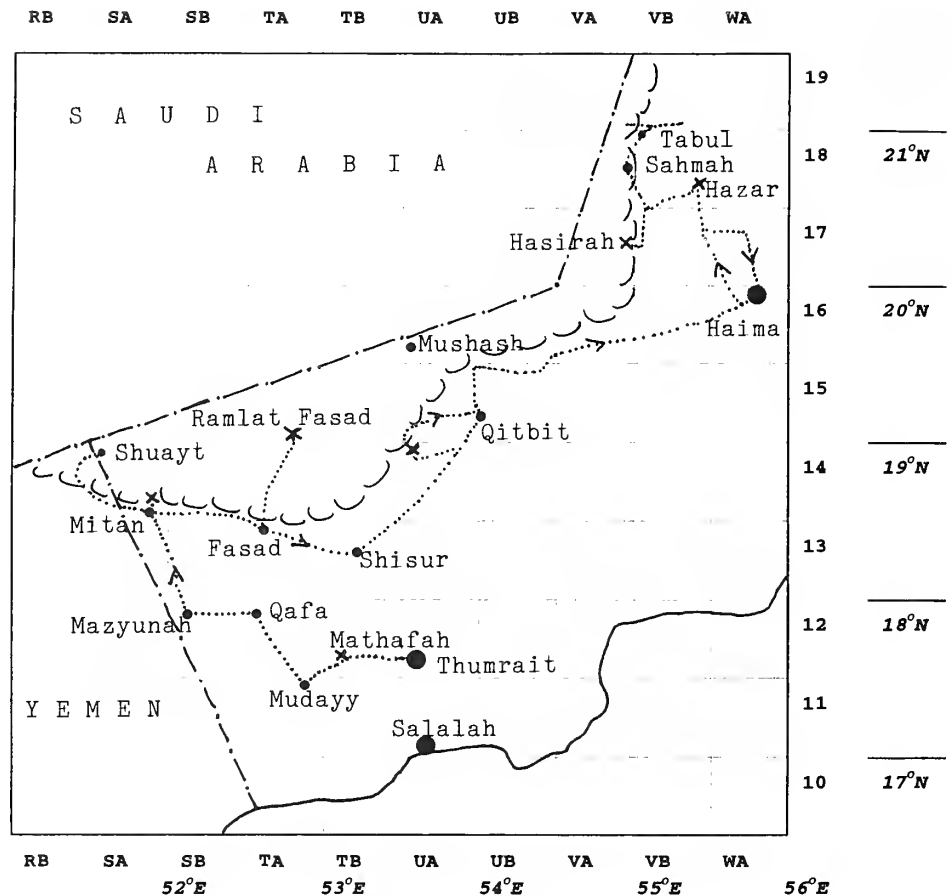 RB SA SB TA TB UA UB VA VB WA
19
S A U D I
Tabul
A R A B I A
Sahmah
18
21°N
Hazar
Hasirah
17
20°N
16
Haima
Mushash
15
Ramlat Fasad
Qitbit
Shuayt
19°N
14
Mitan
Fasad
13
Shisur
Mazyunah
Qafa
12
18°N
Mathafah
Thumrait
Mudayy
Y E M E N
11
Salalah
17°N
10
RB SA SB TA TB UA UB VA VB WA
52°E 53°E 54°E 55°E 56°E